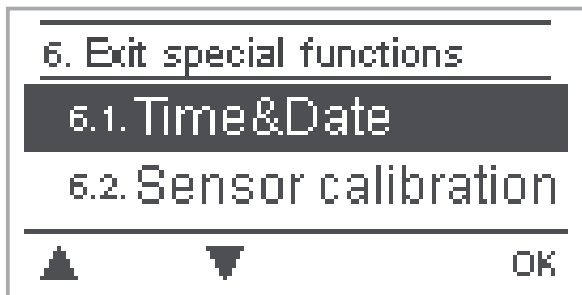 6. Exit special functions
6.1. Time&Date
6.2. Sensor calibration
OK